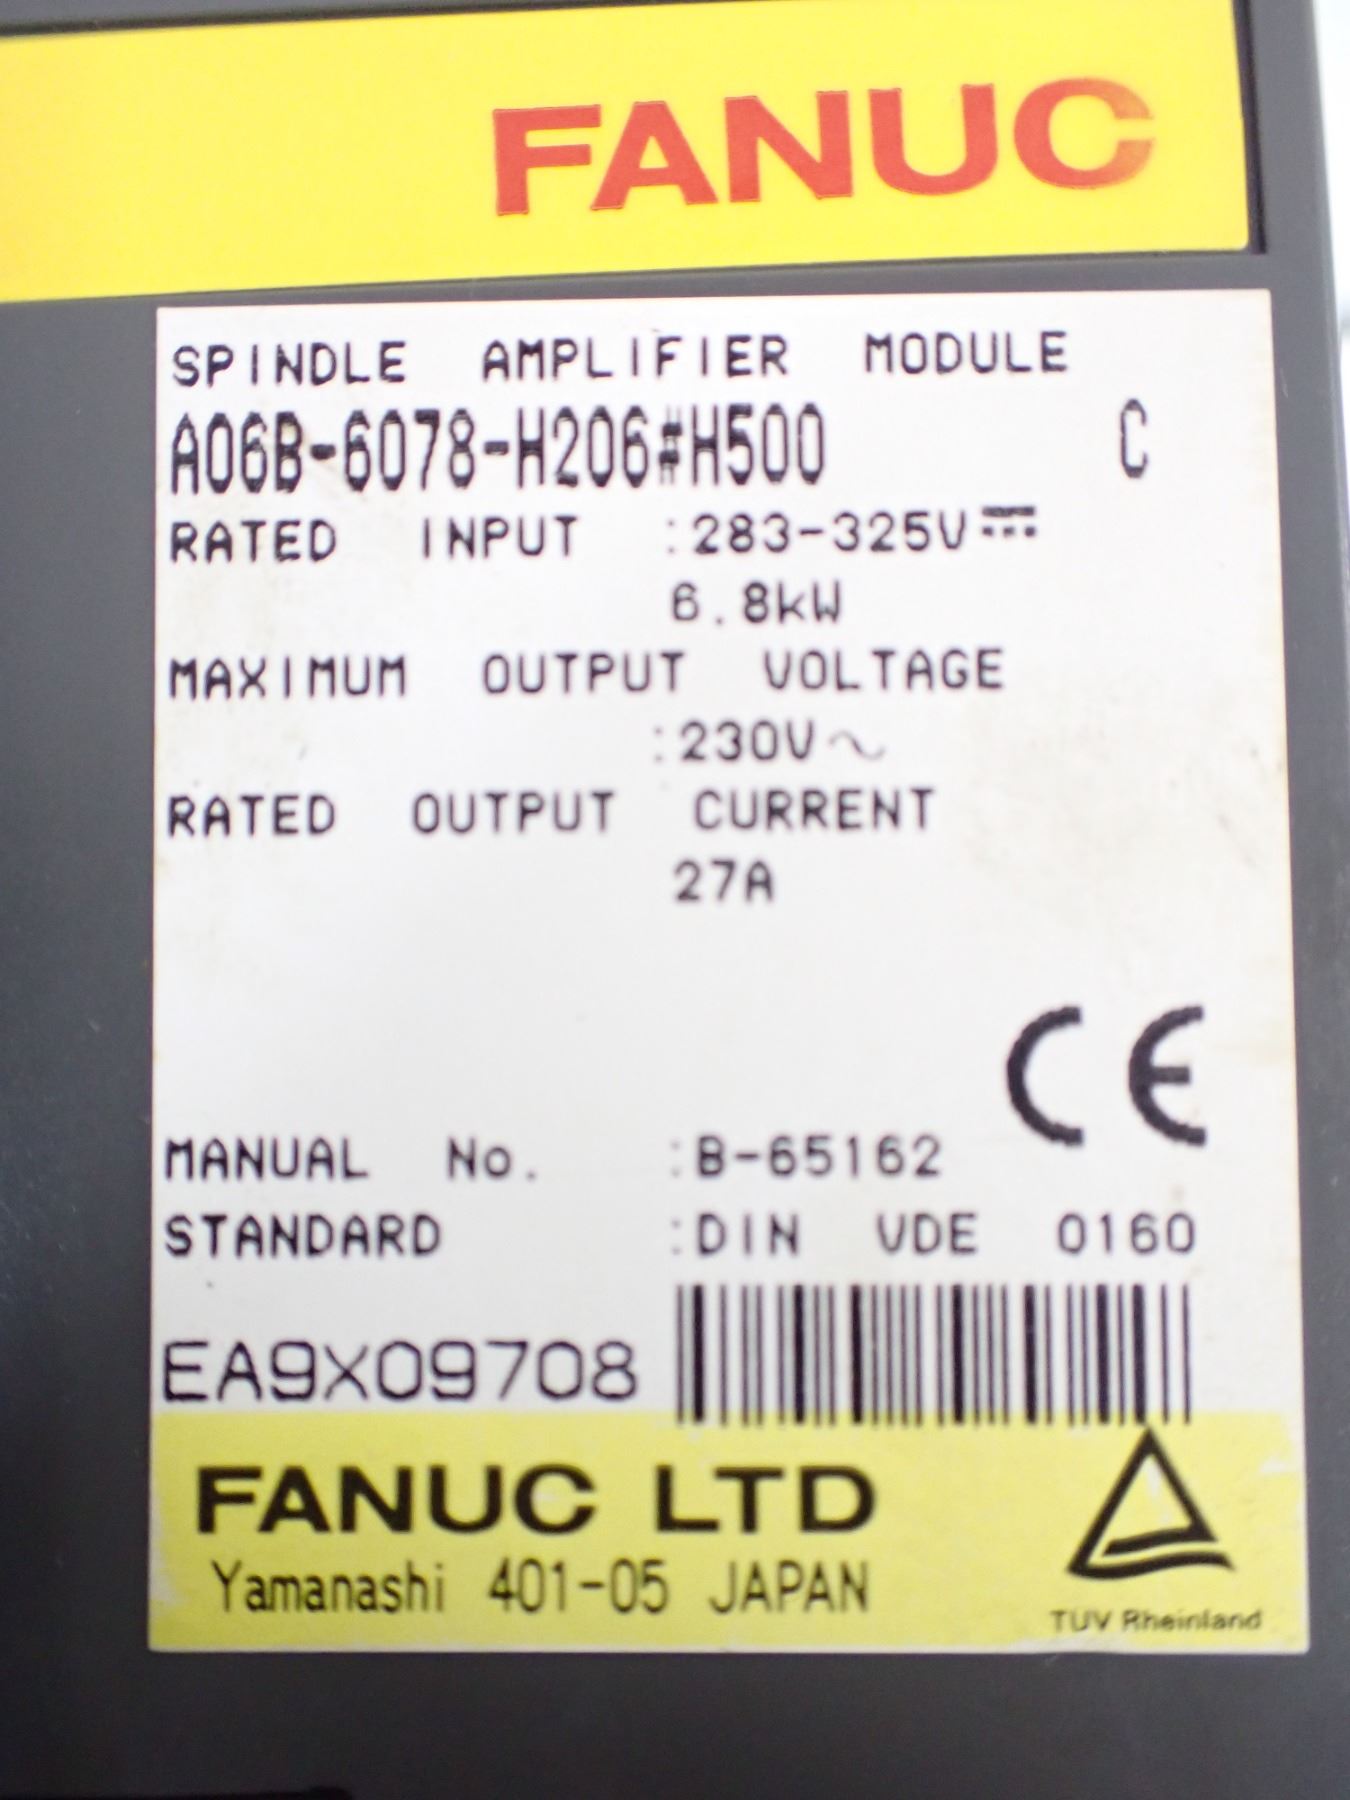 FANUC
SPINDLE AMPLIFIER MODULE
A06B-6078-H206#H500 C
RATED INPUT :283-325V⎓
6.8kW
MAXIMUM OUTPUT VOLTAGE
:230V~
RATED OUTPUT CURRENT
27A
CE
MANUAL No. :B-65162
STANDARD :DIN VDE 0160
EA9X09708
FANUC LTD
Yamanashi 401-05 JAPAN
TUV Rheinland